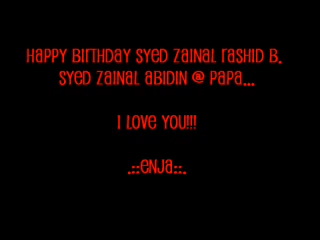 Happy Birthday Syed Zainal Rashid B.
Syed Zainal Abidin @ Papa...
I Love You!!!
.::Enja::.